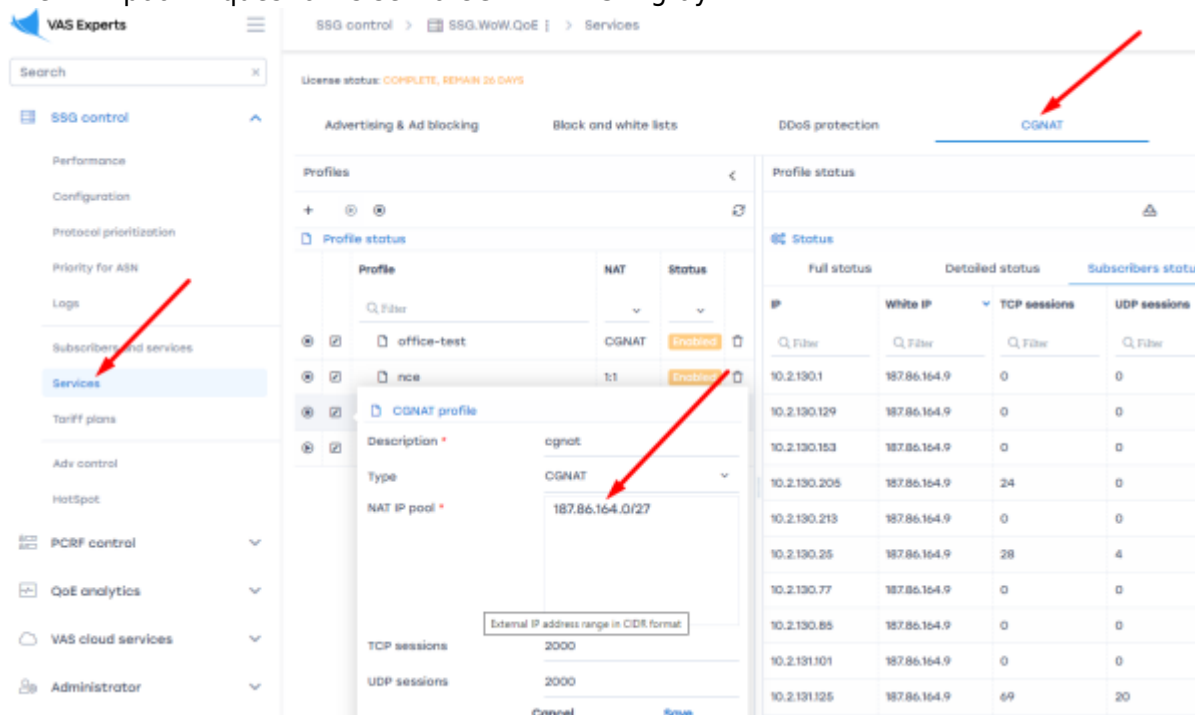 VAS Experts
SSG control > SSG.WoW.QoE | > Services
Search
License status: COMPLETE, REMAIN 26 DAYS
SSG control
Advertising & Ad blocking
Block and white lists
DDoS protection
CGNAT
Performance
Configuration
Protocol prioritization
Priority for ASN
Logs
Subscribers and services
Services
Tariff plans
Adv control
HotSpot
PCRF control
QoE analytics
VAS cloud services
Administrator
Profiles
Profile status
Profile NAT Status
Filter
office-test CGNAT Enabled
nce 1:1 Enabled
CGNAT profile
Description * cgnat
Type CGNAT
NAT IP pool * 187.86.164.0/27
External IP address range in CIDR format
TCP sessions 2000
UDP sessions 2000
Cancel Save
Profile status
Status
Full status Detailed status Subscribers statu
IP White IP TCP sessions UDP sessions
Filter Filter Filter Filter
10.2.130.1 187.86.164.9 0 0
10.2.130.129 187.86.164.9 0 0
10.2.130.153 187.86.164.9 0 0
10.2.130.205 187.86.164.9 24 0
10.2.130.213 187.86.164.9 0 0
10.2.130.25 187.86.164.9 28 4
10.2.130.77 187.86.164.9 0 0
10.2.130.85 187.86.164.9 0 0
10.2.131.101 187.86.164.9 0 0
10.2.131.125 187.86.164.9 69 20